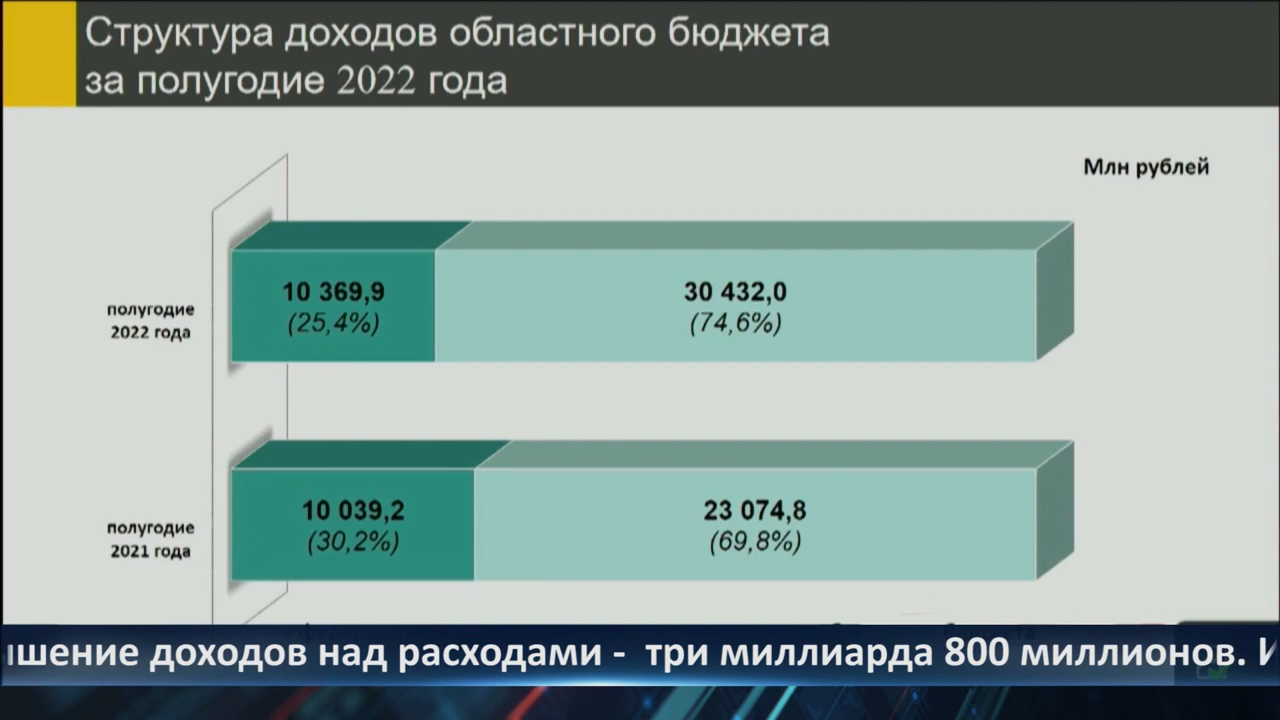 Структура доходов областного бюджета
за полугодие 2022 года
Млн рублей
полугодие
2022 года
10 369,9
(25,4%)
30 432,0
(74,6%)
полугодие
2021 года
10 039,2
(30,2%)
23 074,8
(69,8%)
доходов над расходами - три миллиарда 800 миллионов.